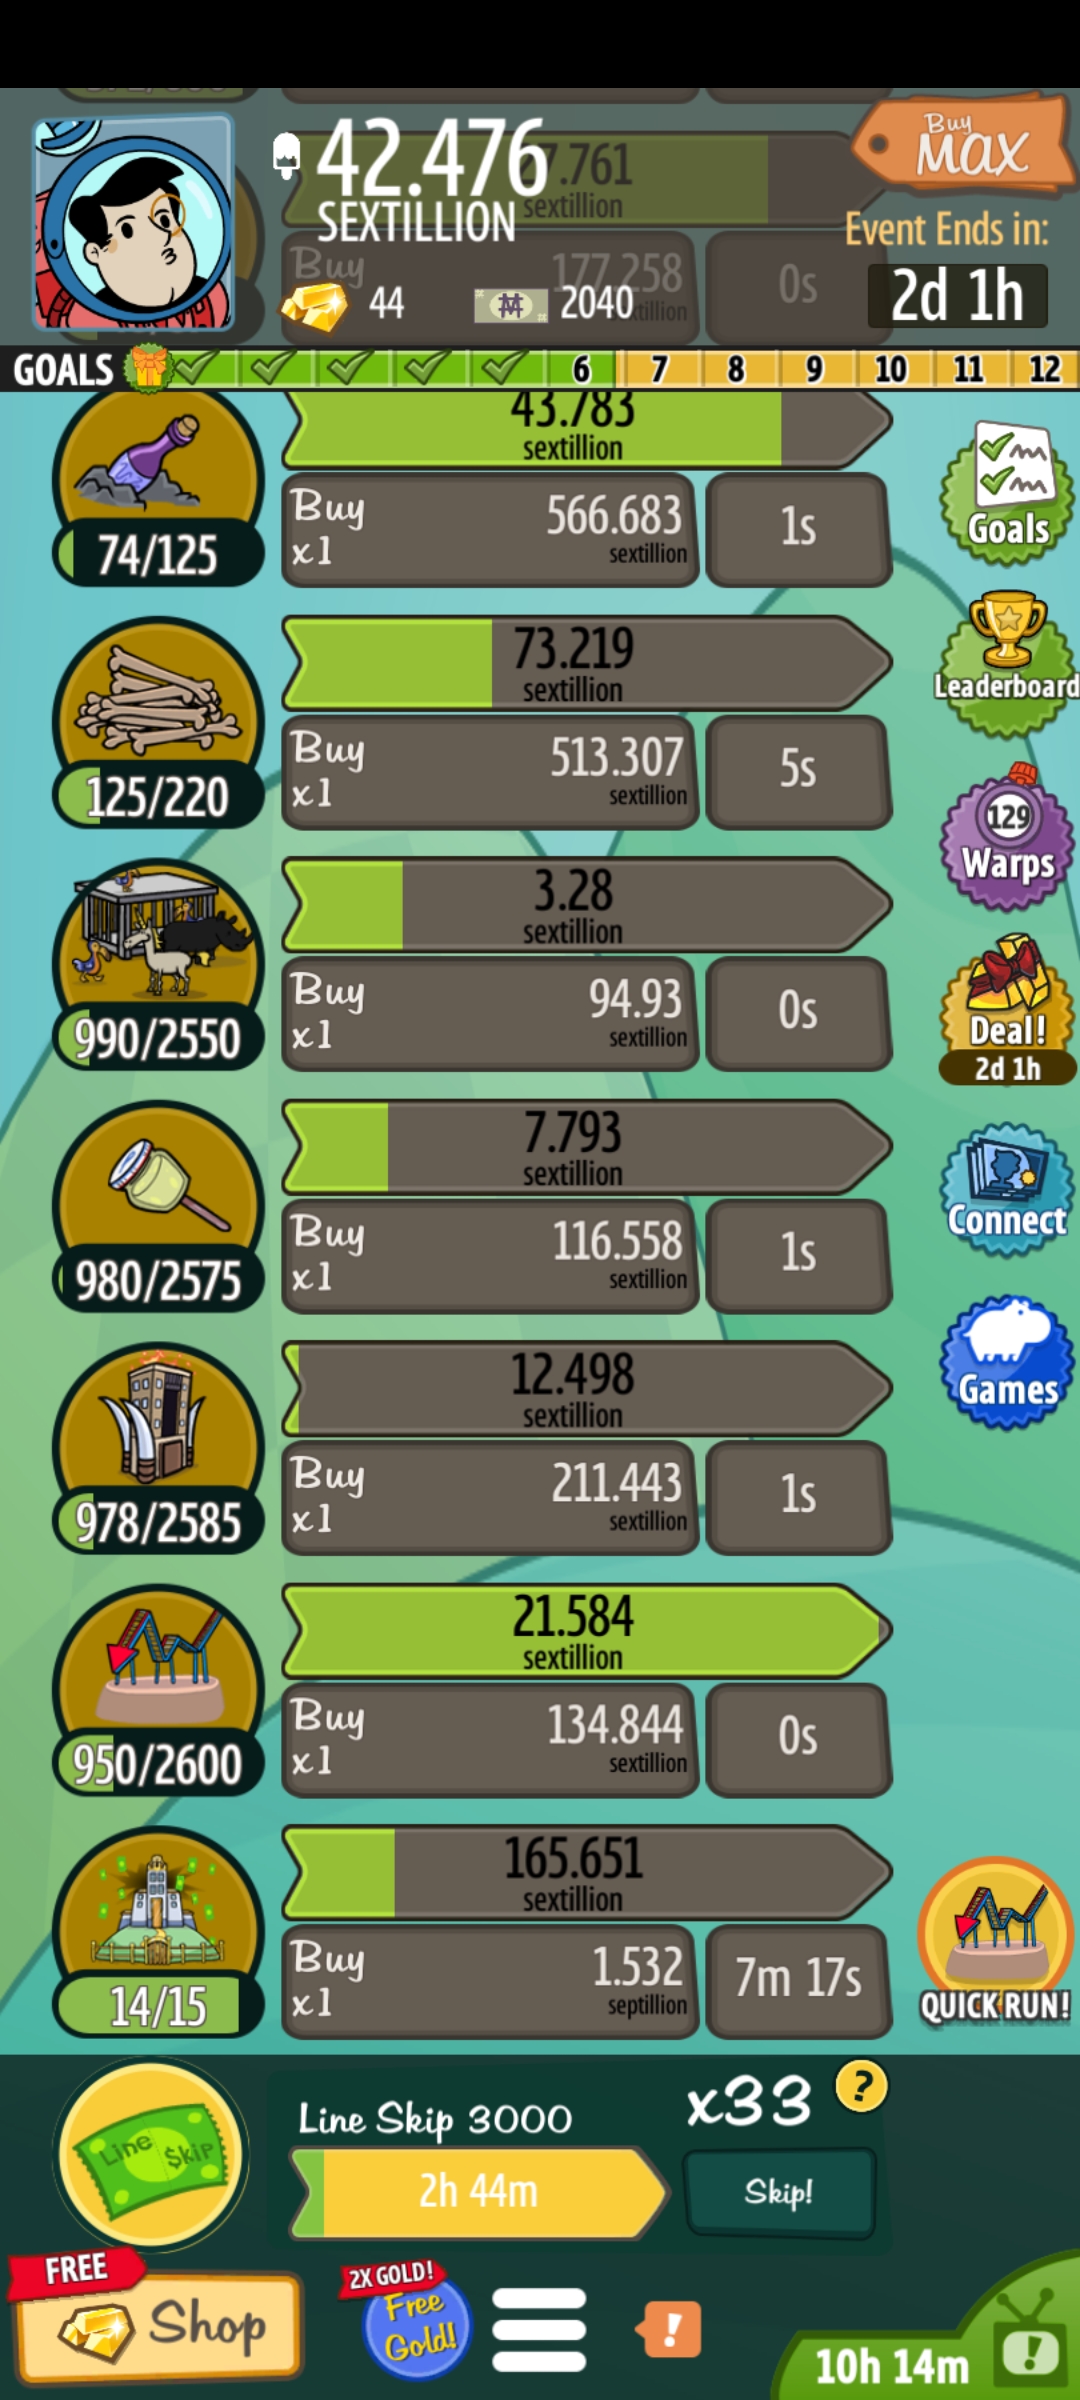 42.476
SEXTILLION
7.761
sextillion
Buy
MAX
Event Ends in:
2d 1h
Buy
177.258
0s
44
2040
GOALS
6
7
8
9
10
11
12
43.783
sextillion
74/125
Buy
x1
566.683
sextillion
1s
Goals
73.219
sextillion
125/220
Buy
x1
513.307
sextillion
5s
Leaderboard
3.28
sextillion
990/2550
Buy
x1
94.93
sextillion
0s
129
Warps
Deal!
2d 1h
7.793
sextillion
980/2575
Buy
x1
116.558
sextillion
1s
Connect
12.498
sextillion
978/2585
Buy
x1
211.443
sextillion
1s
Games
21.584
sextillion
950/2600
Buy
x1
134.844
sextillion
0s
165.651
sextillion
14/15
Buy
x1
1.532
septillion
7m 17s
QUICK RUN!
Line $kip
Line Skip 3000
x33
?
2h 44m
Skip!
FREE
Shop
2X GOLD!
Free
Gold!
!
10h 14m
!